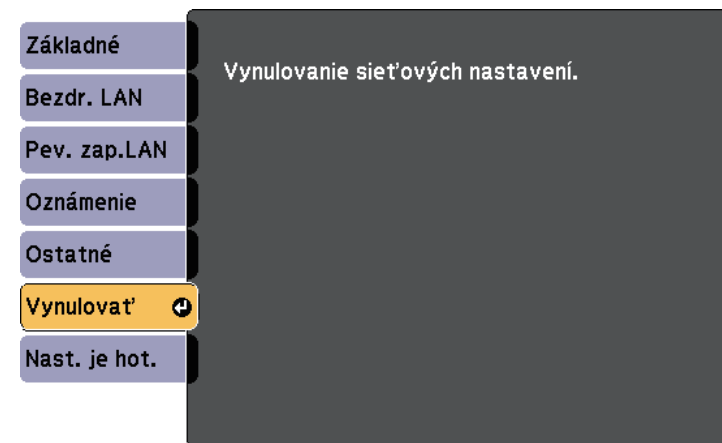 Základné
Bezdr. LAN
Pev. zap.LAN
Oznámenie
Ostatné
Vynulovať
Nast. je hot.
Vynulovanie sieťových nastavení.